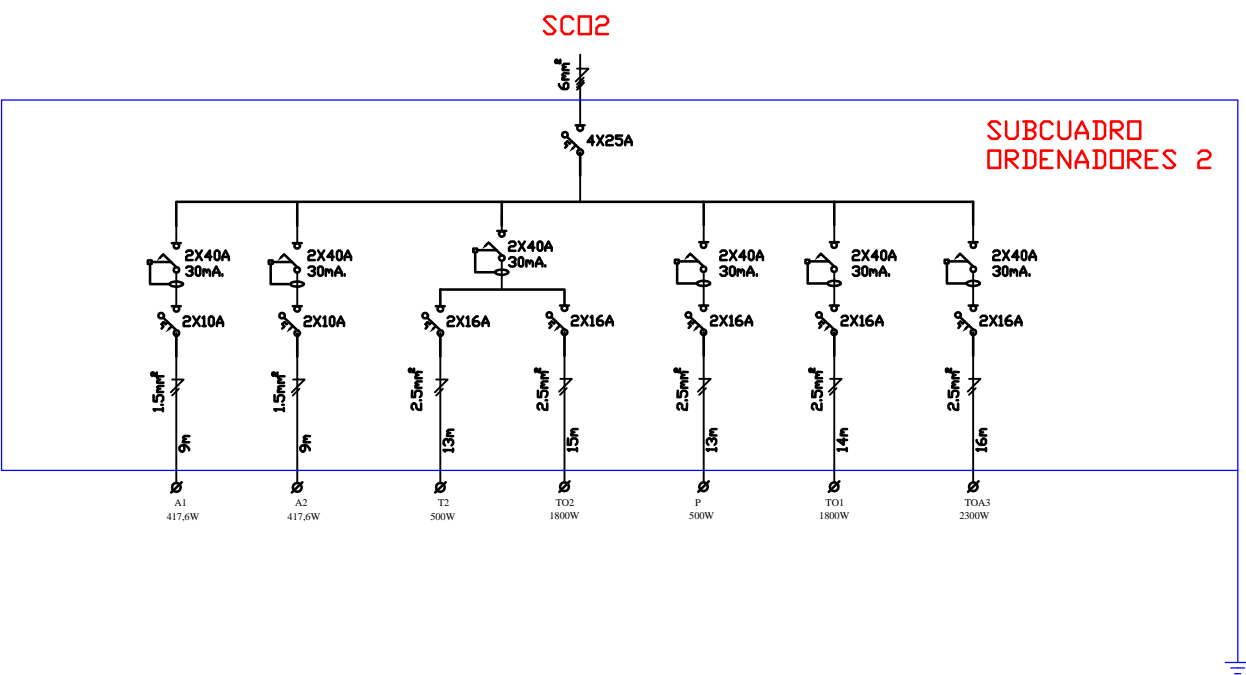 SCO2
6mm²
SUBCUADRO
ORDENADORES 2
4X25A
2X40A
30mA.
2X40A
30mA.
2X40A
30mA.
2X40A
30mA.
2X40A
30mA.
2X40A
30mA.
2X10A
2X10A
2X16A
2X16A
2X16A
2X16A
2X16A
1.5mm²
1.5mm²
2.5mm²
2.5mm²
2.5mm²
2.5mm²
2.5mm²
9m
9m
13m
15m
13m
14m
16m
A1
417,6W
A2
417,6W
T2
500W
TO2
1800W
P
500W
TO1
1800W
TOA3
2300W